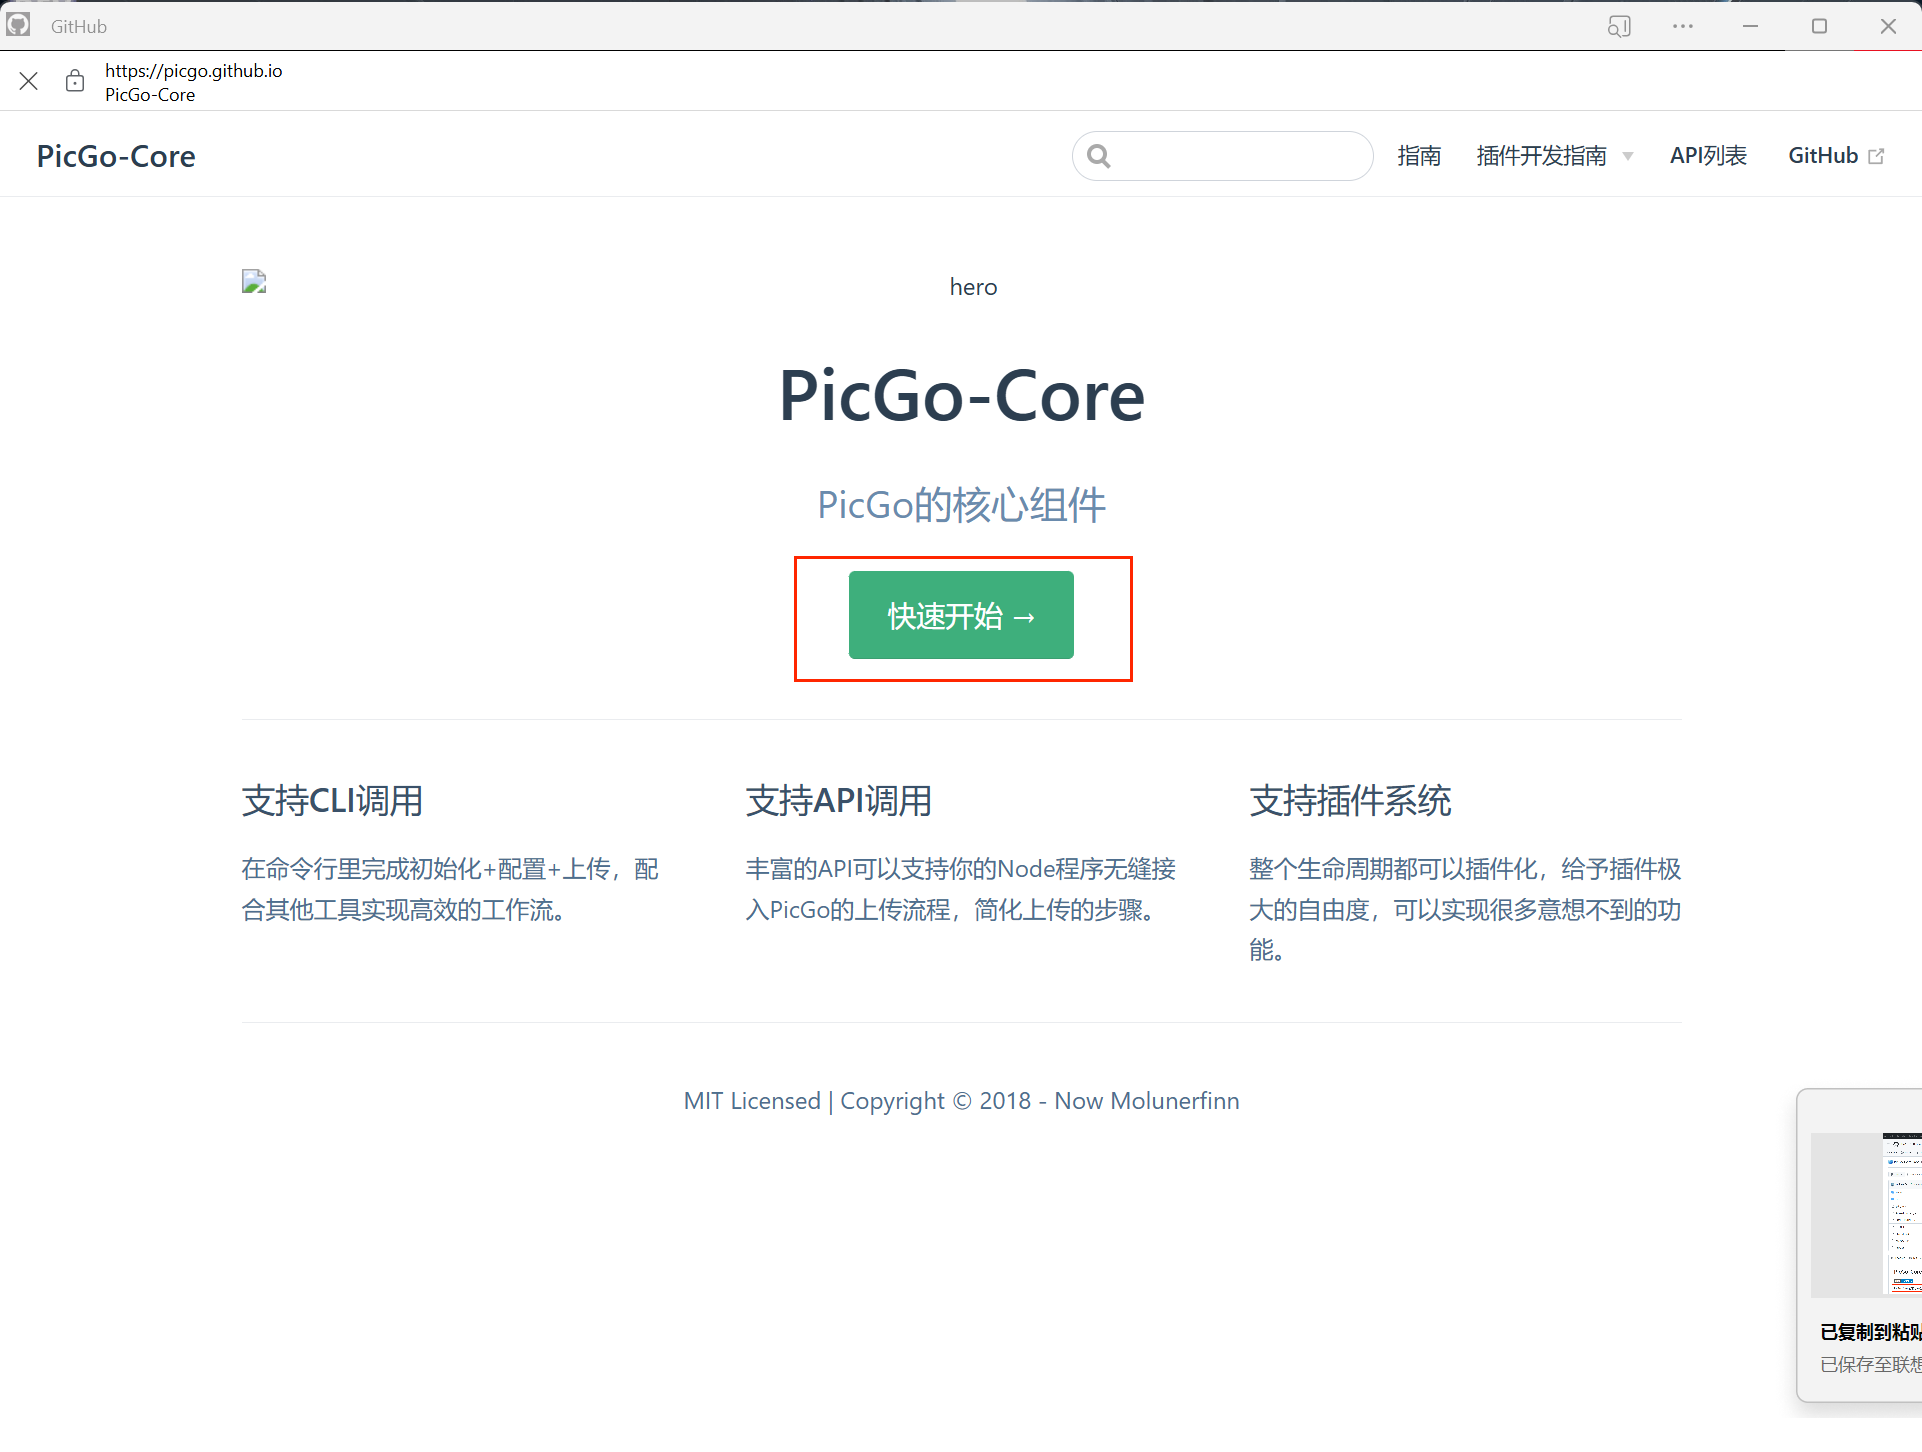 GitHub
https://picgo.github.io
PicGo-Core
PicGo-Core
指南 插件开发指南 API列表 GitHub
hero
PicGo-Core
PicGo的核心组件
快速开始 →
支持CLI调用
在命令行里完成初始化+配置+上传，配
合其他工具实现高效的工作流。
支持API调用
丰富的API可以支持你的Node程序无缝接
入PicGo的上传流程，简化上传的步骤。
支持插件系统
整个生命周期都可以插件化，给予插件极
大的自由度，可以实现很多意想不到的功
能。
MIT Licensed | Copyright © 2018 - Now Molunerfinn
已复制到粘贴
已保存至联想